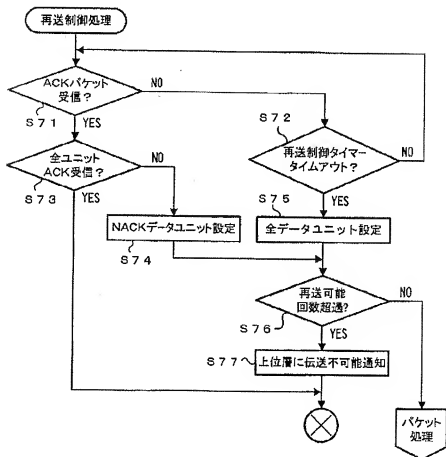 再送制御処理
ACKパケット
受信?
NO
S71
YES
S72
再送制御タイマー
タイムアウト?
NO
YES
全ユニット
ACK受信?
NO
S73
YES
S75
NACKデータユニット設定
全データユニット設定
S74
再送可能
回数超過?
NO
S76
YES
S77
上位層に伝送不可能通知
パケット
処理